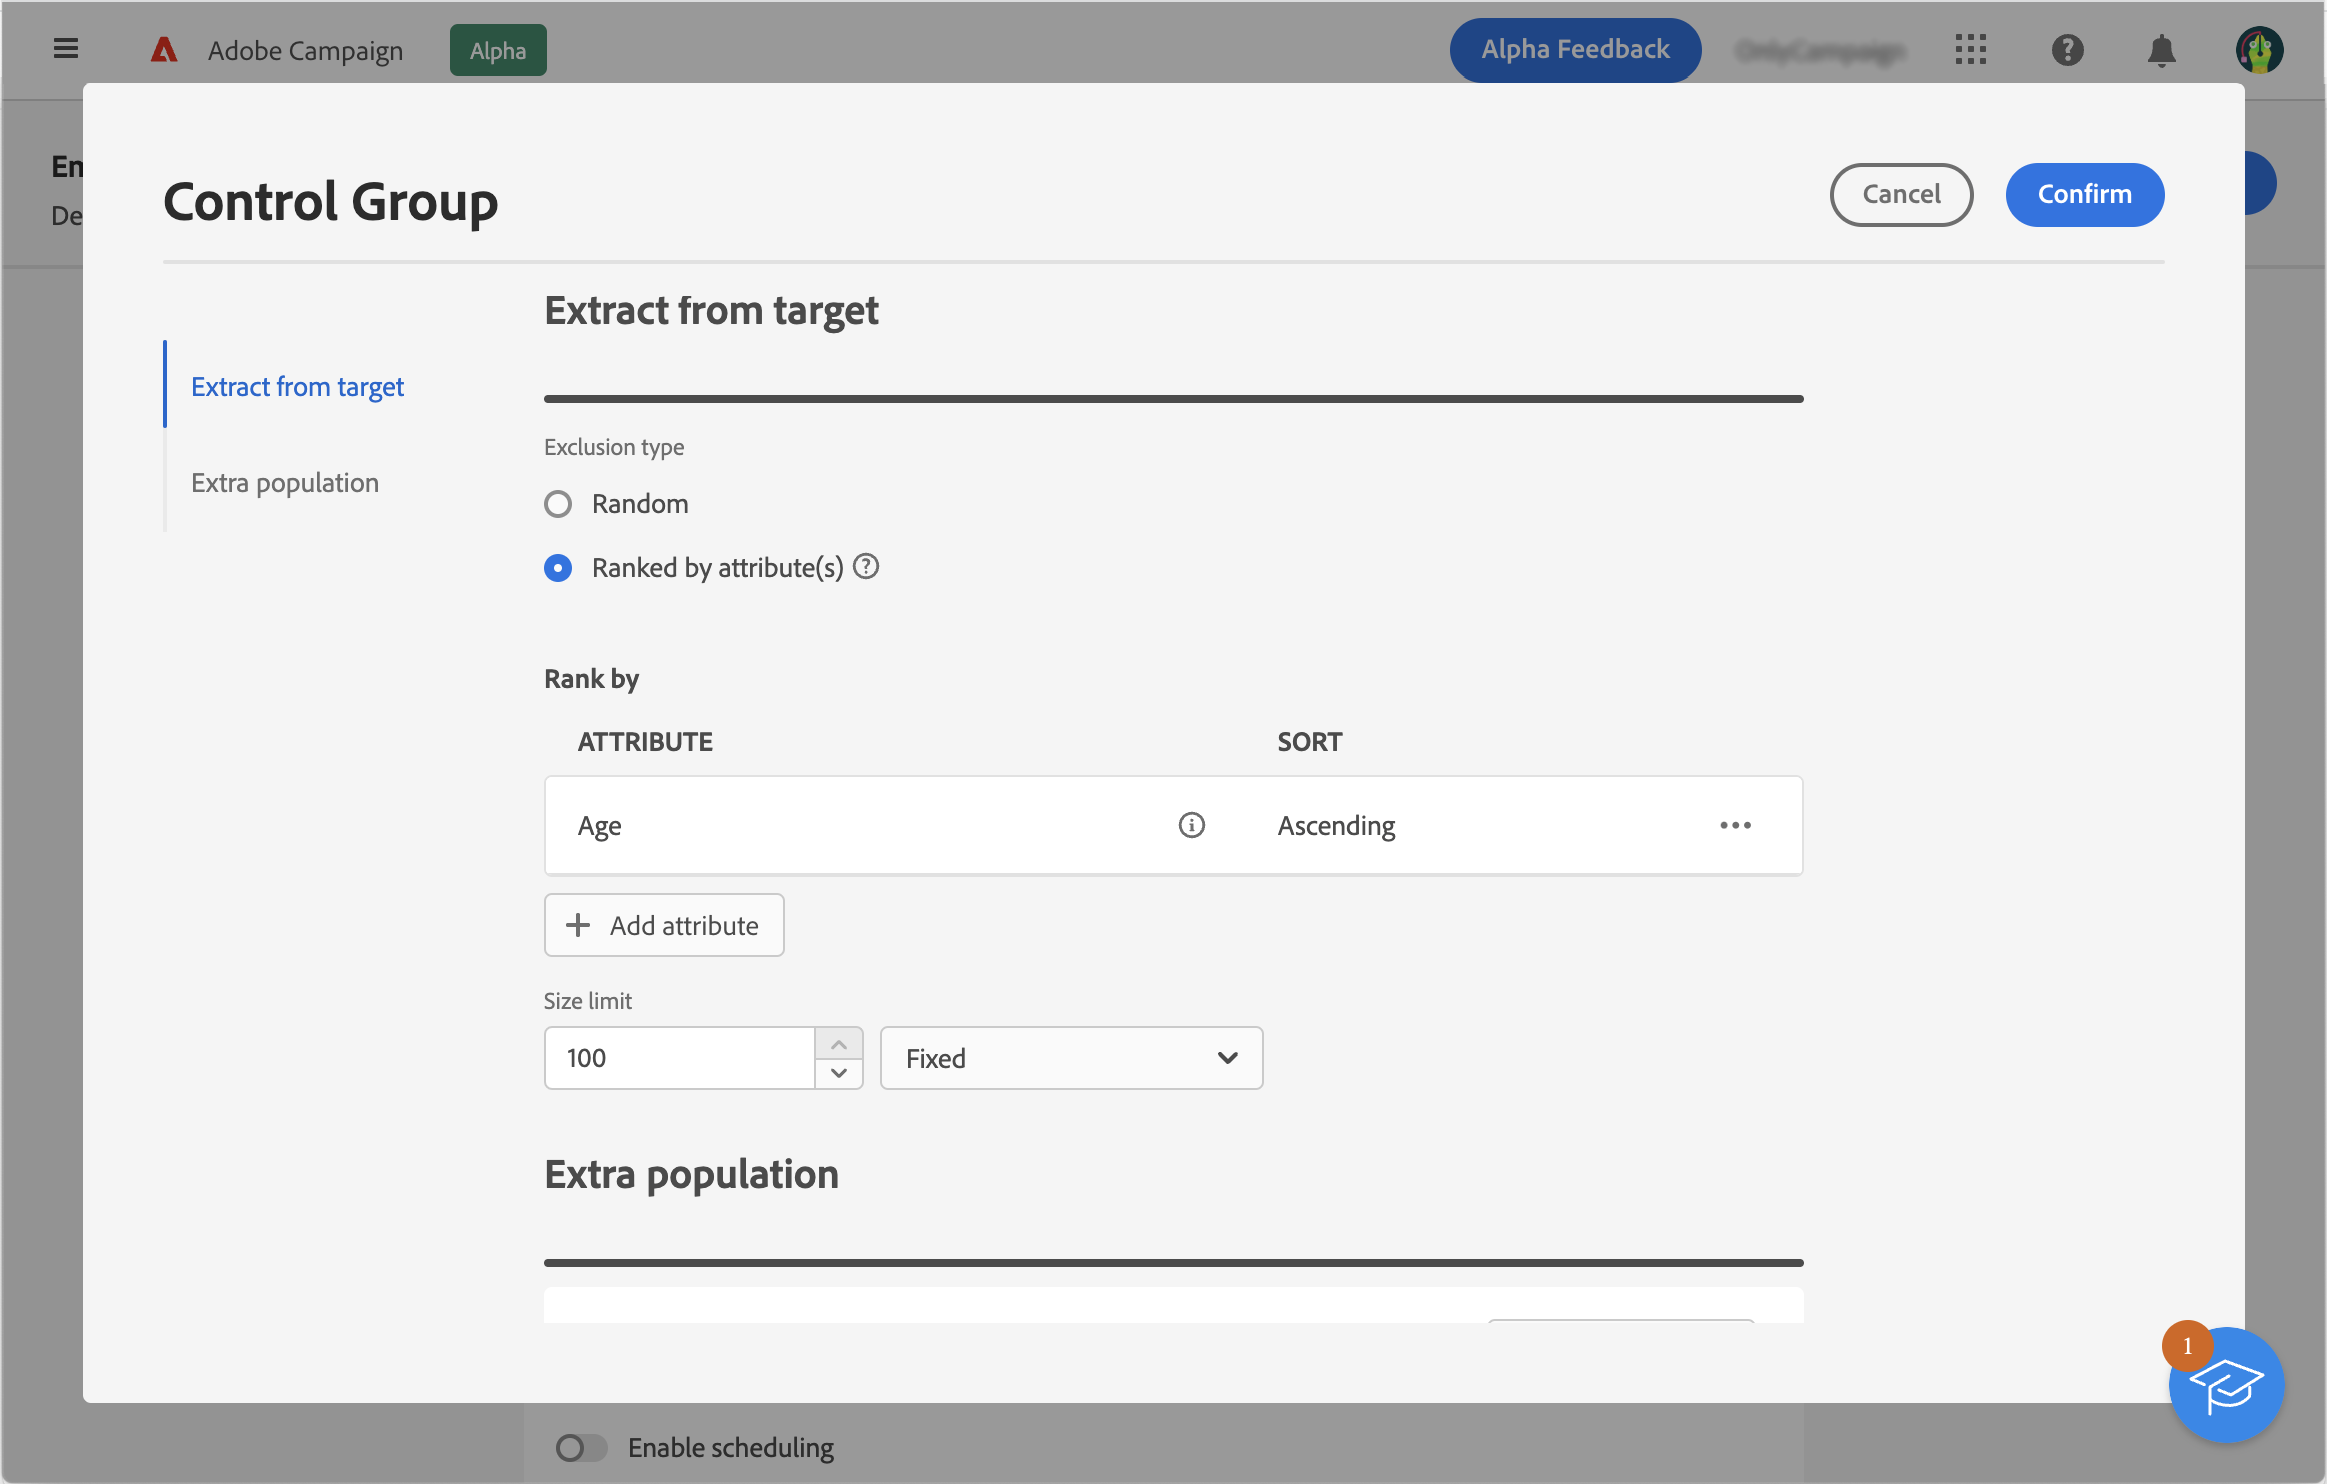 Adobe Campaign
Alpha
Alpha Feedback
En
De
Control Group
Cancel
Confirm
Extract from target
Extra population
Extract from target
Exclusion type
Random
Ranked by attribute(s)
Rank by
ATTRIBUTE
SORT
Age
Ascending
Add attribute
Size limit
100
Fixed
Extra population
1
Enable scheduling